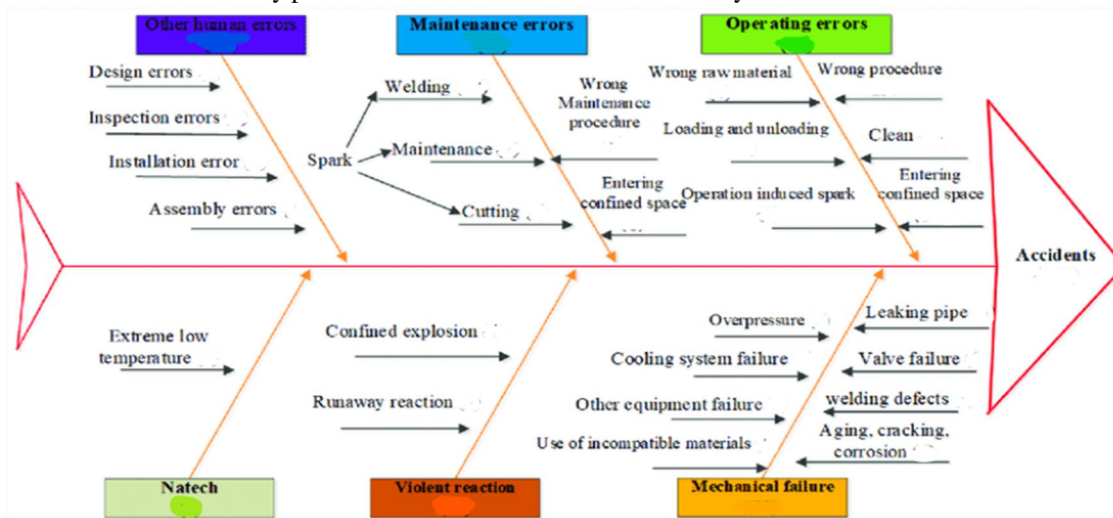 Other human errors
Maintenance errors
Operating errors
Design errors
Inspection errors
Installation error
Assembly errors
Spark
Welding
Maintenance
Cutting
Wrong
Maintenance
procedure
Entering
confined space
Wrong raw material
Loading and unloading
Operation induced spark
Wrong procedure
Clean
Entering
confined space
Accidents
Extreme low
temperature
Confined explosion
Runaway reaction
Overpressure
Cooling system failure
Other equipment failure
Use of incompatible materials
Leaking pipe
Valve failure
welding defects
Aging, cracking,
corrosion
Natech
Violent reaction
Mechanical failure